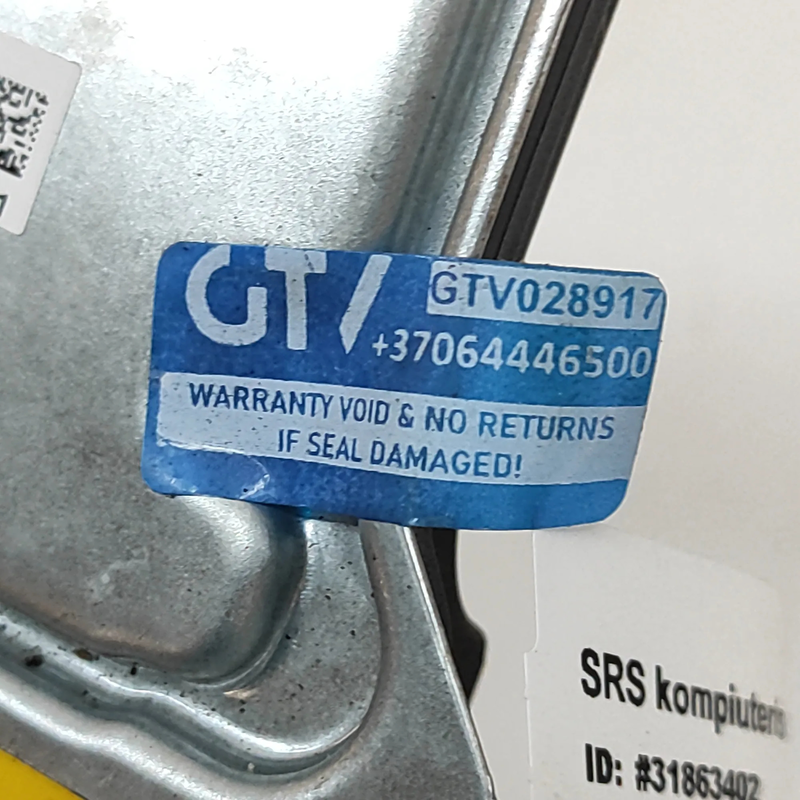 GTV
GTV028917
+37064446500
WARRANTY VOID & NO RETURNS
IF SEAL DAMAGED!
SRS kompiuteris
ID: #31863402